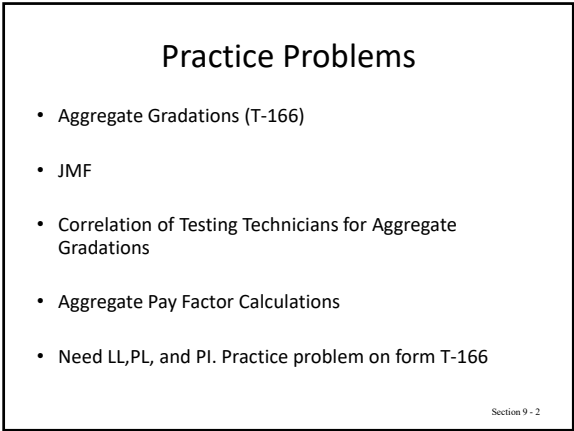 Practice Problems
• Aggregate Gradations (T-166)
• JMF
• Correlation of Testing Technicians for Aggregate
Gradations
• Aggregate Pay Factor Calculations
• Need LL,PL, and PI. Practice problem on form T-166
Section 9 - 2